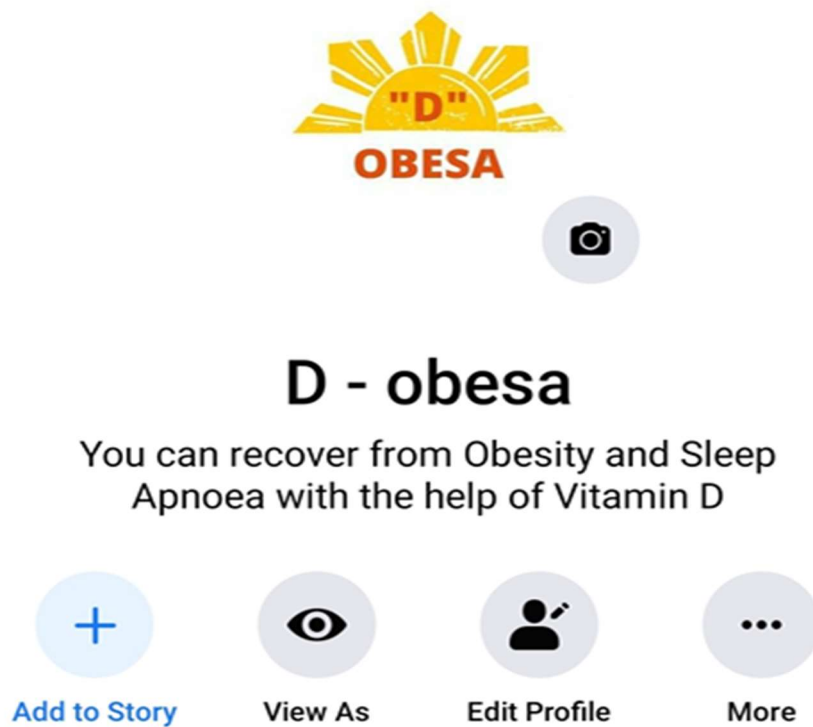 "D"
OBESA
D - obesa
You can recover from Obesity and Sleep
Apnoea with the help of Vitamin D
Add to Story View As Edit Profile More